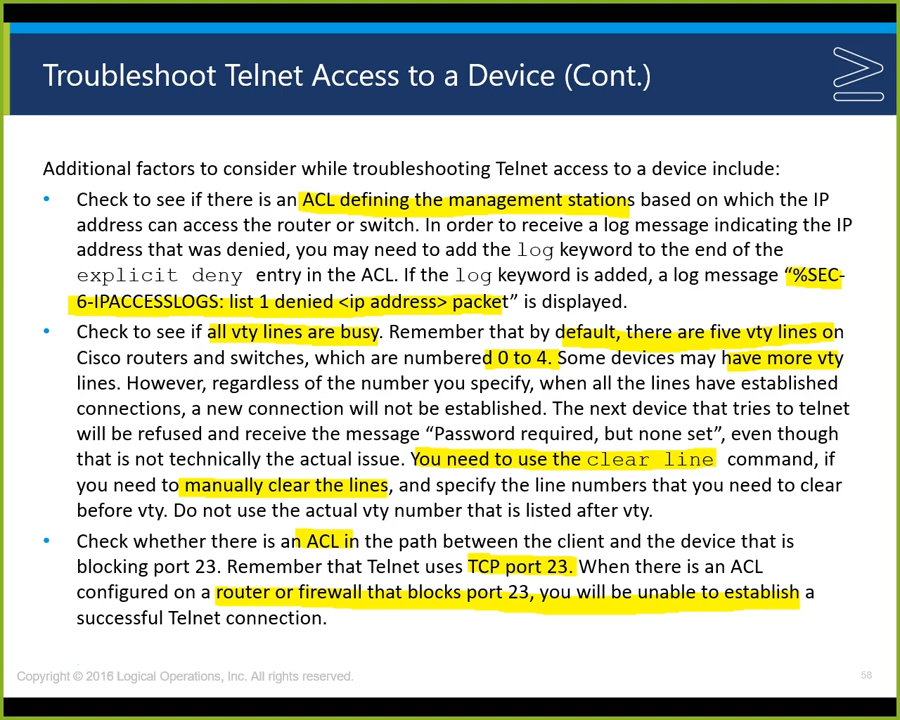 Troubleshoot Telnet Access to a Device (Cont.)
Additional factors to consider while troubleshooting Telnet access to a device include:
• Check to see if there is an ACL defining the management stations based on which the IP
address can access the router or switch. In order to receive a log message indicating the IP
address that was denied, you may need to add the log keyword to the end of the
explicit deny entry in the ACL. If the log keyword is added, a log message “%SEC-
6-IPACCESSLOGS: list 1 denied <ip address> packet” is displayed.
• Check to see if all vty lines are busy. Remember that by default, there are five vty lines on
Cisco routers and switches, which are numbered 0 to 4. Some devices may have more vty
lines. However, regardless of the number you specify, when all the lines have established
connections, a new connection will not be established. The next device that tries to telnet
will be refused and receive the message “Password required, but none set”, even though
that is not technically the actual issue. You need to use the clear line command, if
you need to manually clear the lines, and specify the line numbers that you need to clear
before vty. Do not use the actual vty number that is listed after vty.
• Check whether there is an ACL in the path between the client and the device that is
blocking port 23. Remember that Telnet uses TCP port 23. When there is an ACL
configured on a router or firewall that blocks port 23, you will be unable to establish a
successful Telnet connection.
Copyright © 2016 Logical Operations, Inc. All rights reserved.
58